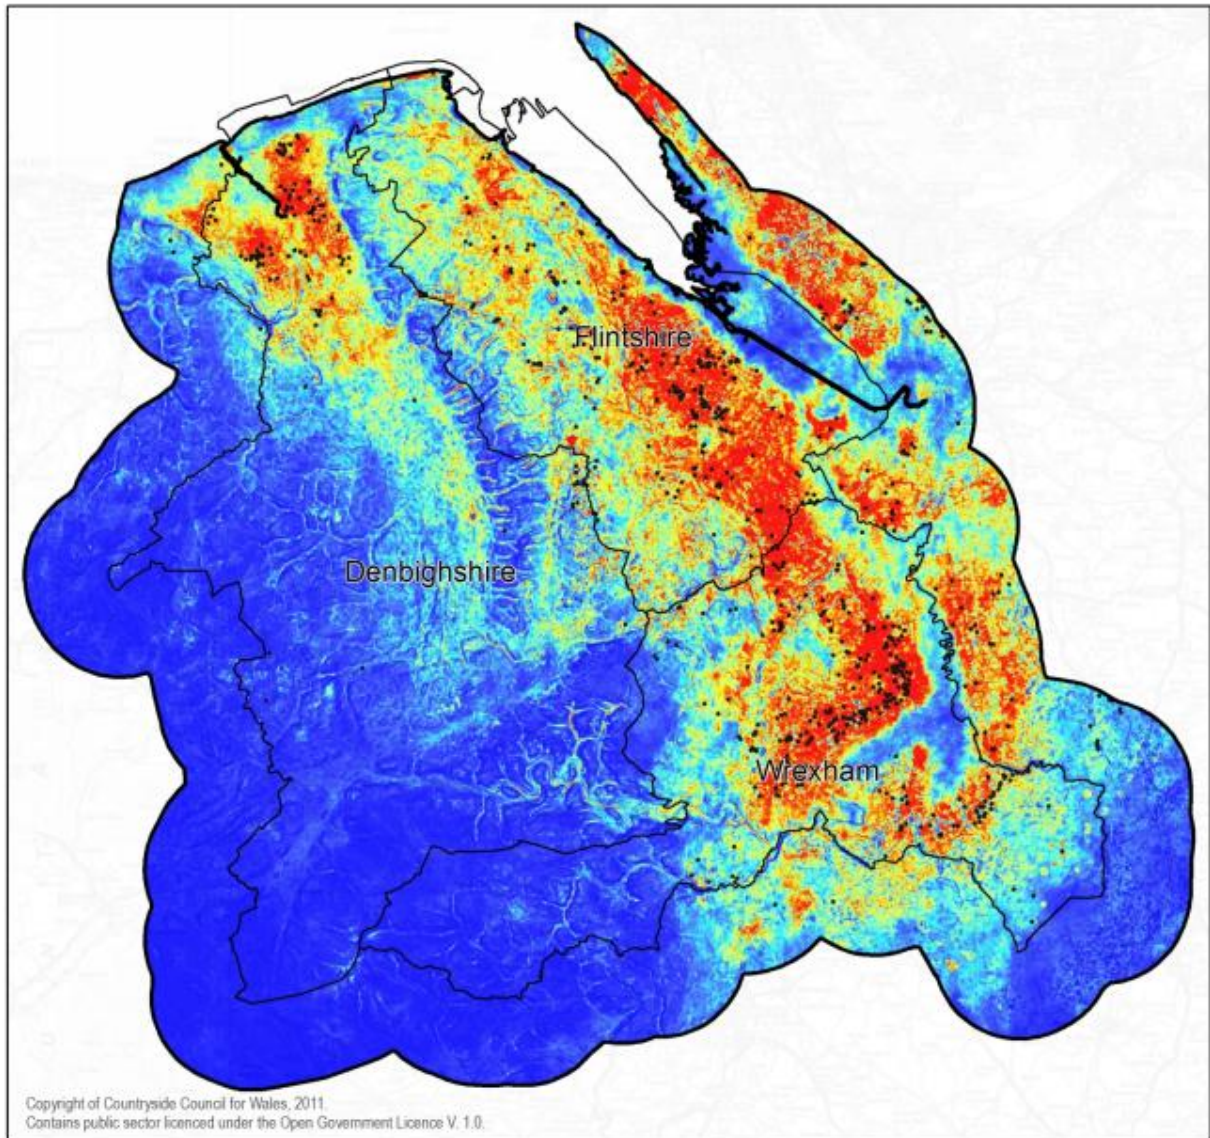 Flintshire
Denbighshire
Wrexham
Copyright of Countryside Council for Wales, 2011.
Contains public sector licenced under the Open Government Licence V. 1.0.